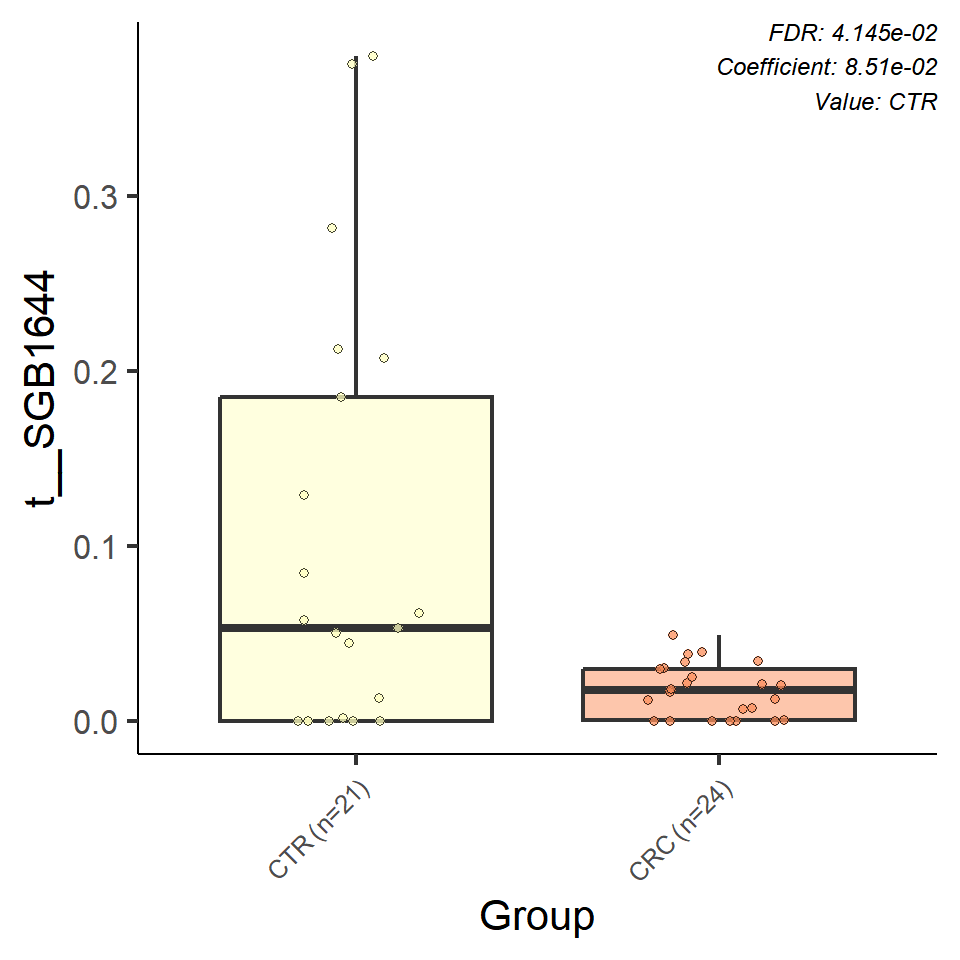 FDR: 4.145e-02
Coefficient: 8.51e-02
Value: CTR
t__SGB1644
0.3
0.2
0.1
0.0
CTR (n=21)
CRC (n=24)
Group